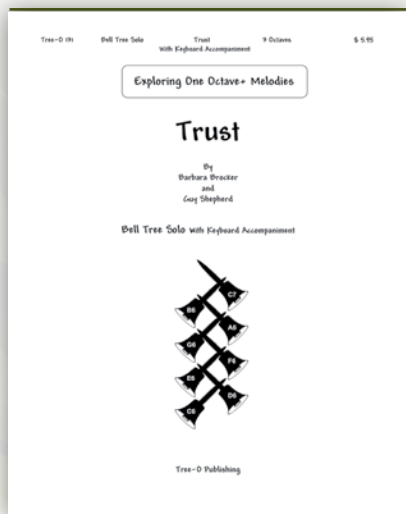 Tree-O 131 Bell Tree Solo Trust 3 Octaves $ 5.95
With Keyboard Accompaniment
Exploring One Octave+ Melodies
Trust
By
Barbara Brocker
and
Guy Shepherd
Bell Tree Solo With Keyboard Accompaniment
C7
B6
A6
G6
F6
E6
D6
C6
Tree-O Publishing